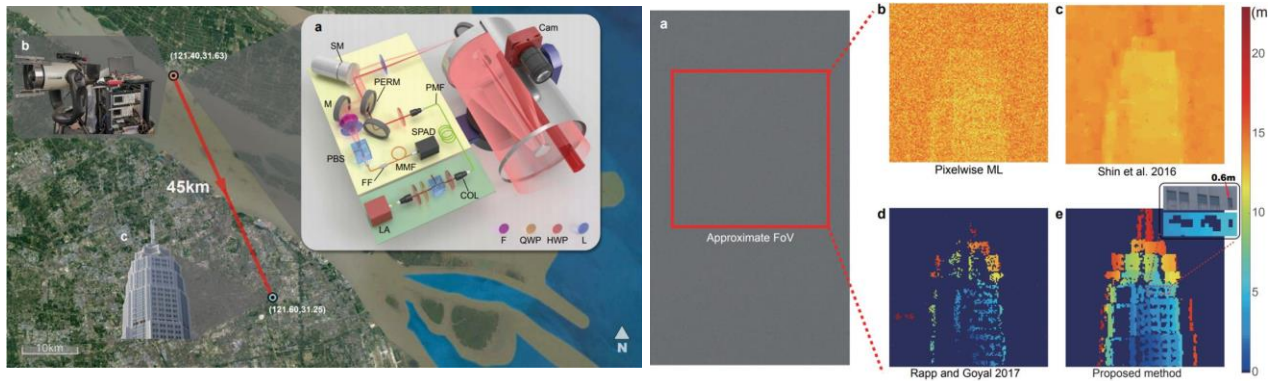 b
(121.40,31.63)
45km
c
(121.60,31.25)
10km
N
a
SM
Cam
PERM
PMF
M
SPAD
PBS
MMF
FF
COL
LA
F QWP HWP L
a
Approximate FoV
b
Pixelwise ML
c
Shin et al. 2016
d
Rapp and Goyal 2017
e
Proposed method
0.6m
(m
20
15
10
5
0